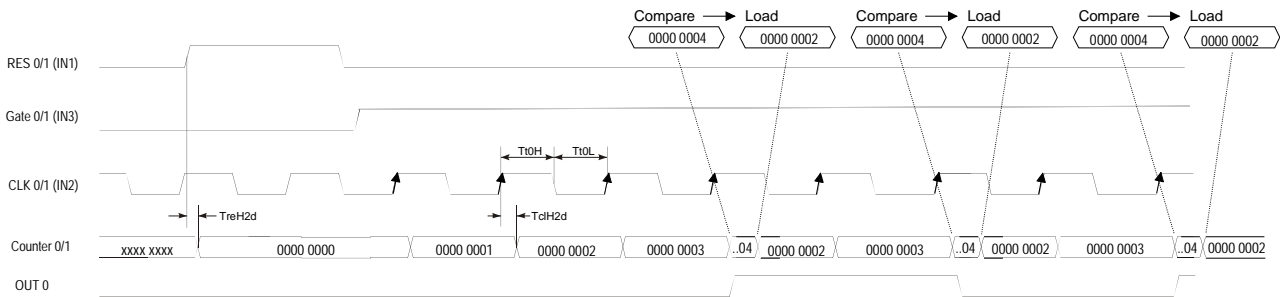 Compare Load Compare Load Compare Load
0000 0004 0000 0002 0000 0004 0000 0002 0000 0004 0000 0002
RES 0/1 (IN1)
Gate 0/1 (IN3)
Tt0H Tt0L
CLK 0/1 (IN2)
TreH2d TclH2d
Counter 0/1 xxxx xxxx 0000 0000 0000 0001 0000 0002 0000 0003 ..04 0000 0002 0000 0003 ..04 0000 0002 0000 0003 ..04 0000 0002
OUT 0